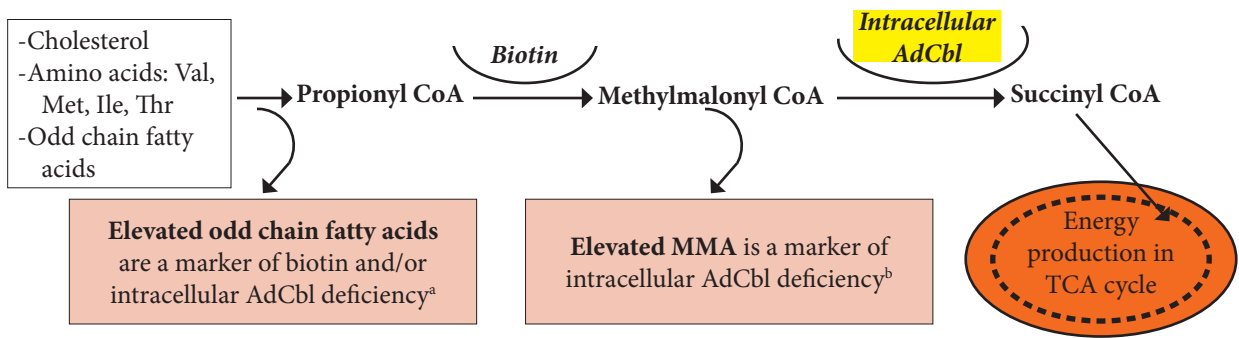 -Cholesterol
-Amino acids: Val,
Met, Ile, Thr
-Odd chain fatty
acids
Propionyl CoA
Biotin
Methylmalonyl CoA
Intracellular
AdCbl
Succinyl CoA
Elevated odd chain fatty acids
are a marker of biotin and/or
intracellular AdCbl deficiencyᵃ
Elevated MMA is a marker of
intracellular AdCbl deficiencyᵇ
Energy
production in
TCA cycle